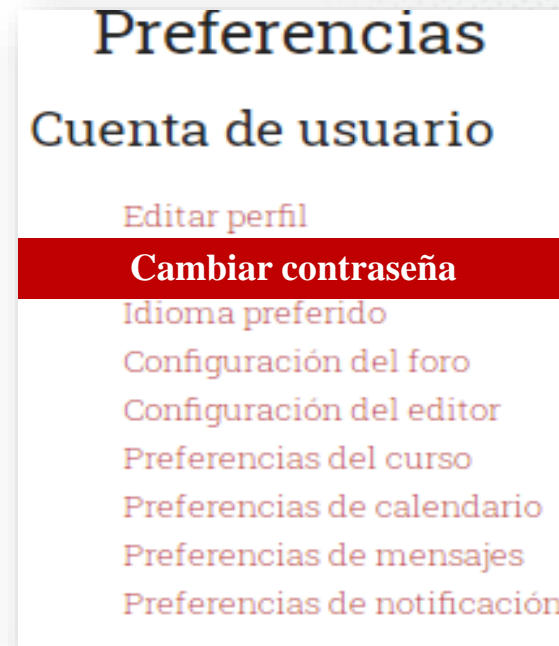 Preferencias
Cuenta de usuario
Editar perfil
Cambiar contraseña
Idioma preferido
Configuración del foro
Configuración del editor
Preferencias del curso
Preferencias de calendario
Preferencias de mensajes
Preferencias de notificación